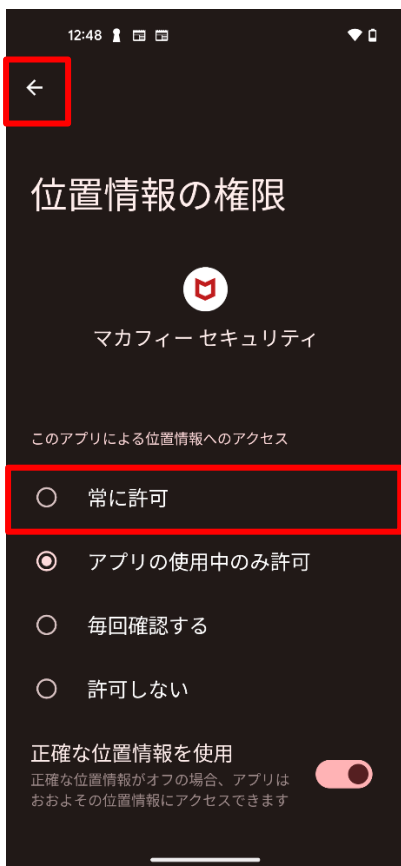 12:48
位置情報の権限
マカフィー セキュリティ
このアプリによる位置情報へのアクセス
常に許可
アプリの使用中のみ許可
毎回確認する
許可しない
正確な位置情報を使用
正確な位置情報がオフの場合、アプリは
おおよその位置情報にアクセスできます